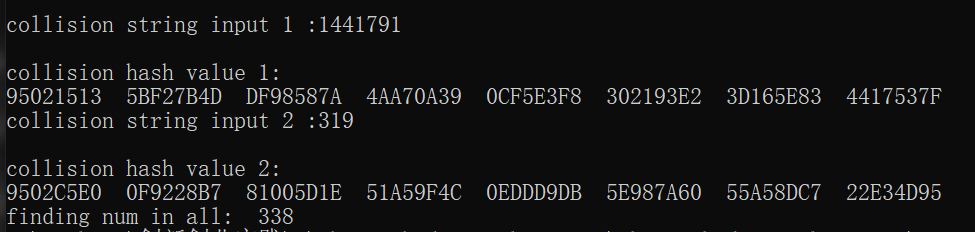 collision string input 1 :1441791
collision hash value 1:
95021513 5BF27B4D DF98587A 4AA70A39 0CF5E3F8 302193E2 3D165E83 4417537F
collision string input 2 :319
collision hash value 2:
9502C5E0 0F9228B7 81005D1E 51A59F4C 0EDDD9DB 5E987A60 55A58DC7 22E34D95
finding num in all: 338